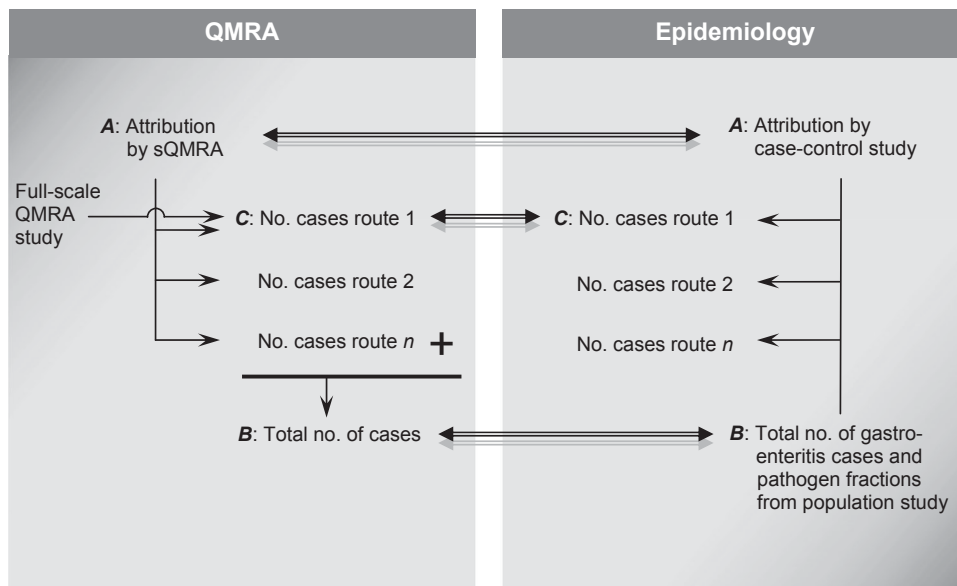 QMRA
A: Attribution
by sQMRA
Full-scale
QMRA
study
C: No. cases route 1
No. cases route 2
No. cases route n +
B: Total no. of cases
Epidemiology
A: Attribution by
case-control study
C: No. cases route 1
No. cases route 2
No. cases route n
B: Total no. of gastro-
enteritis cases and
pathogen fractions
from population study